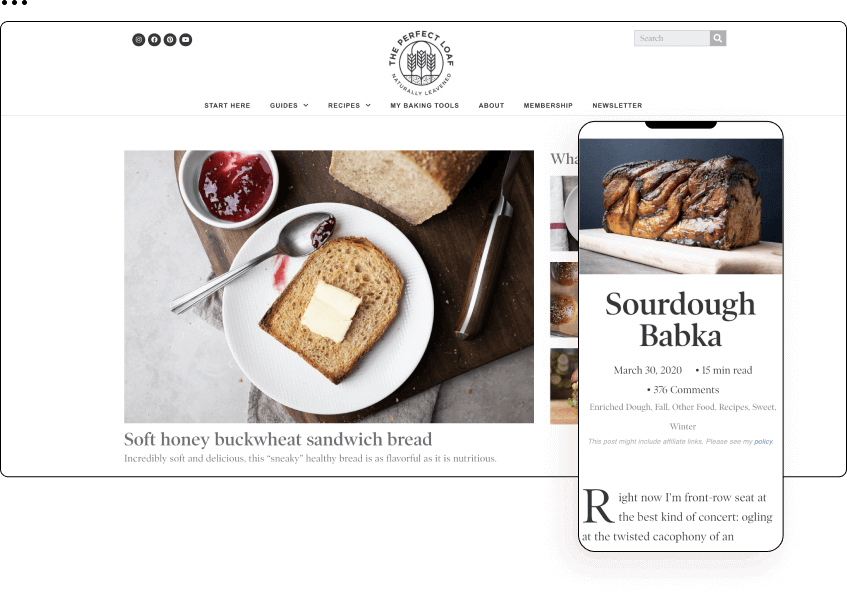 THE PERFECT LOAF
NATURALLY LEAVENED
Search
START HERE GUIDES RECIPES MY BAKING TOOLS ABOUT MEMBERSHIP NEWSLETTER
Soft honey buckwheat sandwich bread
Incredibly soft and delicious, this “sneaky” healthy bread is as flavorful as it is nutritious.
Sourdough
Babka
March 30, 2020 • 15 min read
• 376 Comments
Enriched Dough, Fall, Other Food, Recipes, Sweet,
Winter
This post might include affiliate links. Please see my policy.
Right now I'm front-row seat at
the best kind of concert: ogling
at the twisted cacophony of an